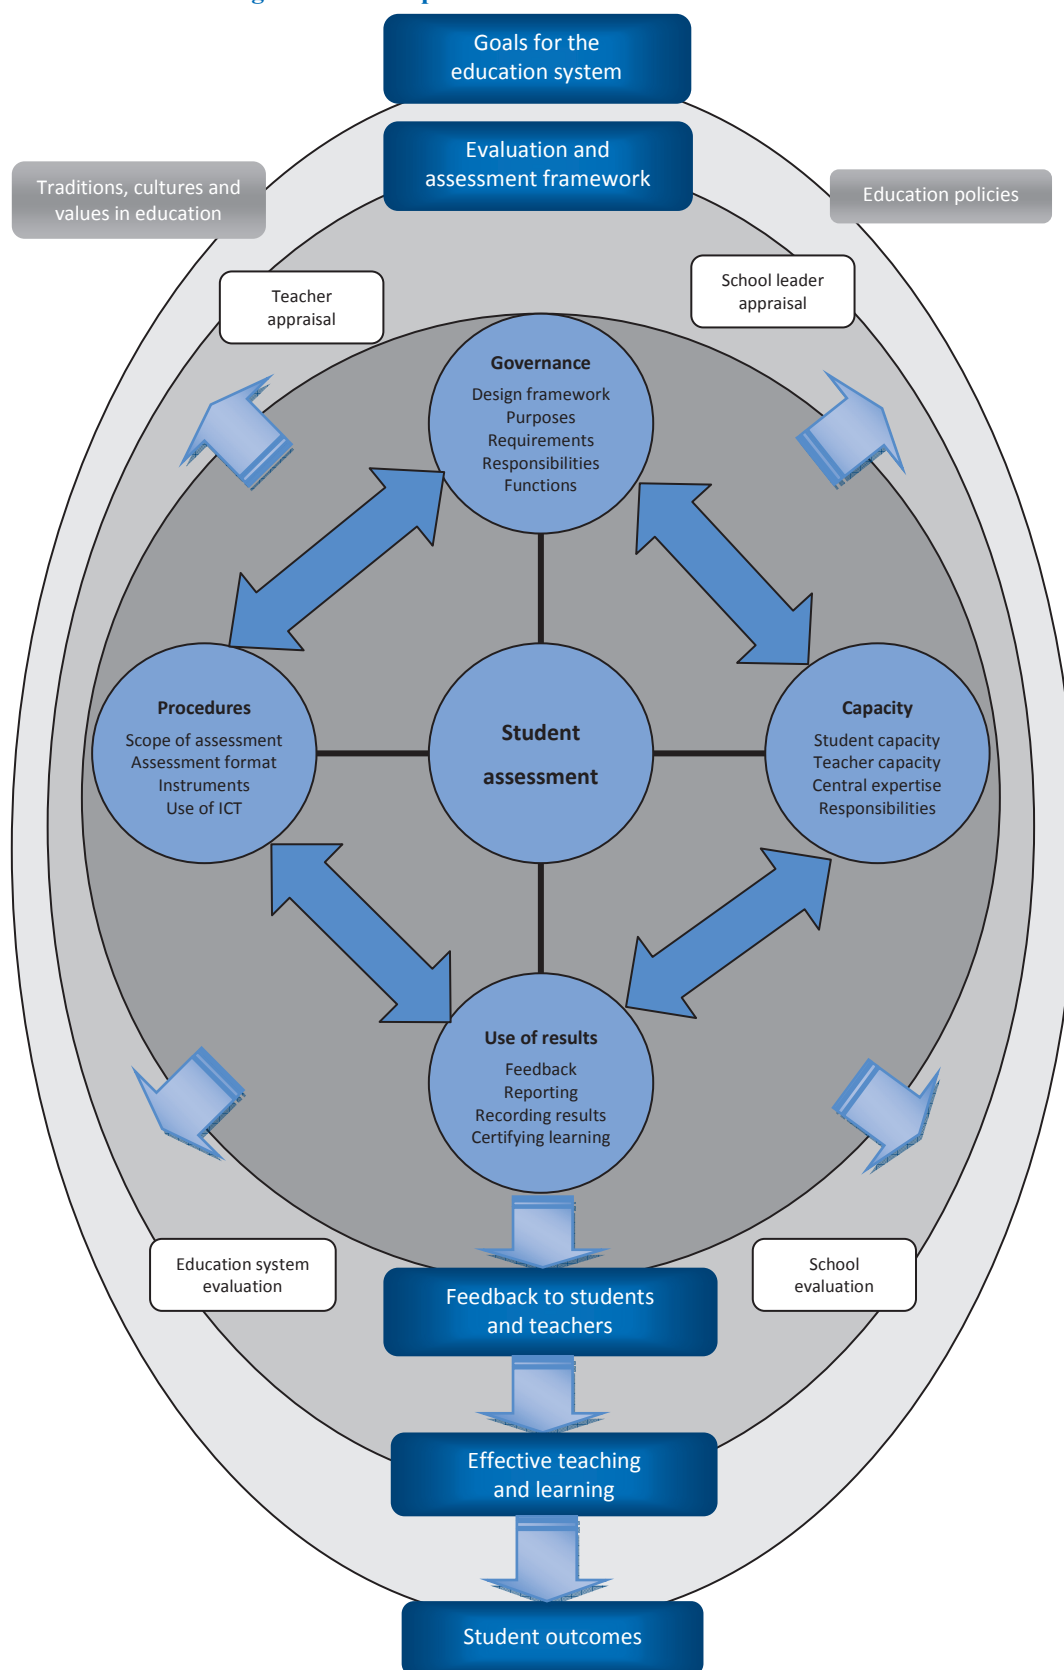 Goals for the
education system
Evaluation and
assessment framework
Traditions, cultures and
values in education
Education policies
Teacher
appraisal
School leader
appraisal
Governance
Design framework
Purposes
Requirements
Responsibilities
Functions
Procedures
Scope of assessment
Assessment format
Instruments
Use of ICT
Student
assessment
Capacity
Student capacity
Teacher capacity
Central expertise
Responsibilities
Use of results
Feedback
Reporting
Recording results
Certifying learning
Education system
evaluation
School
evaluation
Feedback to students
and teachers
Effective teaching
and learning
Student outcomes